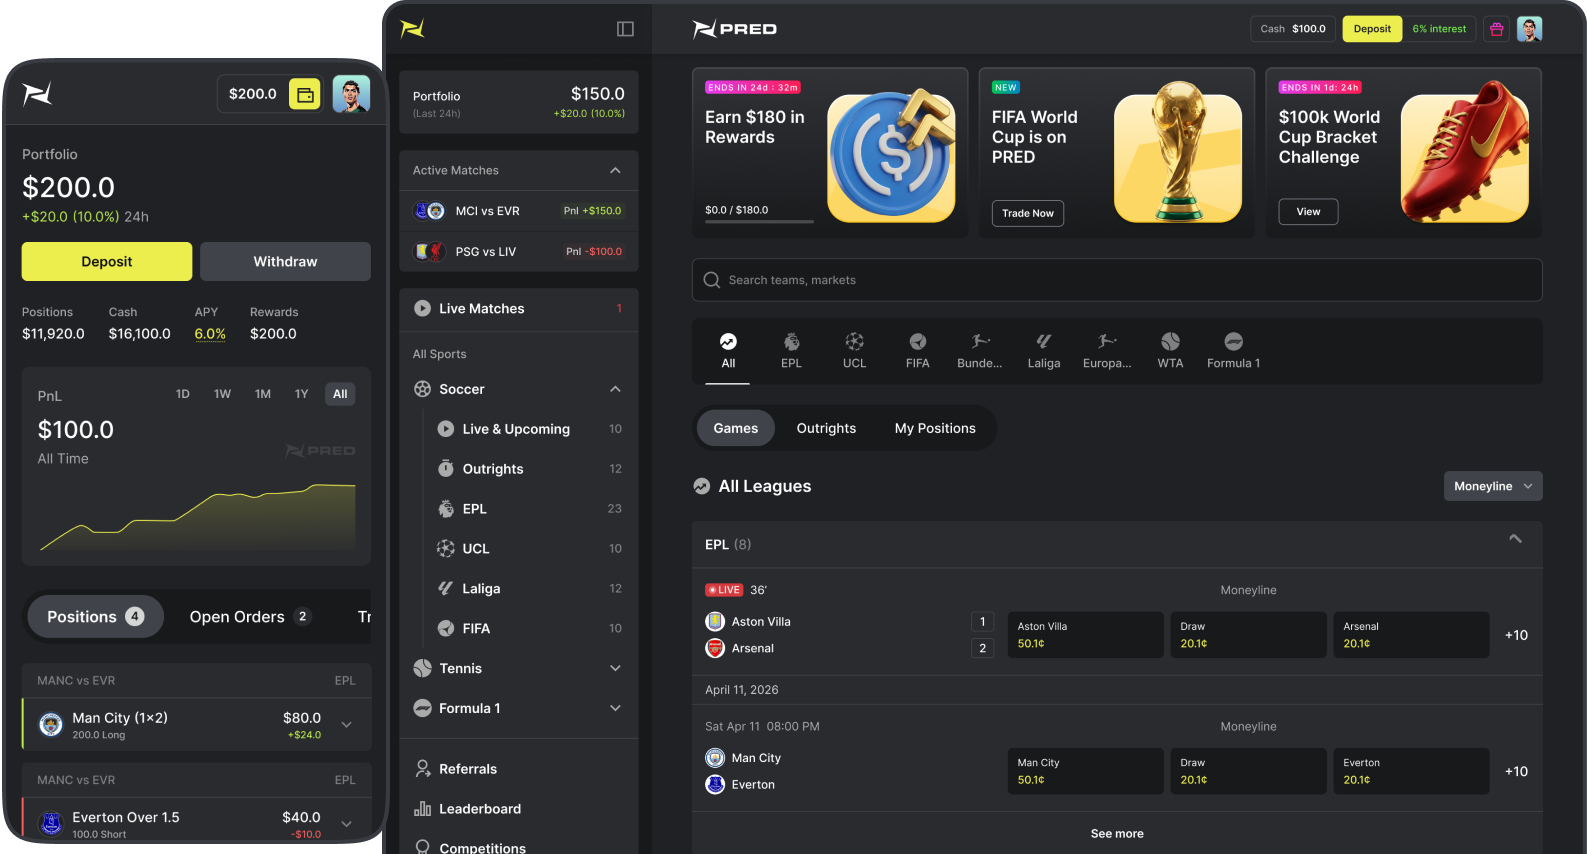 $200.0
Portfolio
$200.0
+$20.0 (10.0%) 24h
Deposit
Withdraw
Positions
Cash
APY
Rewards
$11,920.0
$16,100.0
6.0%
$200.0
PnL
1D
1W
1M
1Y
All
$100.0
All Time
PRED
Positions 4
Open Orders 2
Tr
MANC vs EVR
EPL
Man City (1×2)
$80.0
200.0 Long
+$24.0
MANC vs EVR
EPL
Everton Over 1.5
$40.0
100.0 Short
-$10.0
Portfolio
$150.0
(Last 24h)
+$20.0 (10.0%)
Active Matches
MCI vs EVR
Pnl +$150.0
PSG vs LIV
Pnl -$100.0
Live Matches
1
All Sports
Soccer
Live & Upcoming
10
Outrights
12
EPL
23
UCL
10
Laliga
12
FIFA
10
Tennis
Formula 1
Referrals
Leaderboard
Competitions
PRED
Cash $100.0
Deposit
6% interest
ENDS IN 24d : 32m
Earn $180 in
Rewards
$0.0 / $180.0
NEW
FIFA World
Cup is on
PRED
Trade Now
ENDS IN 1d: 24h
$100k World
Cup Bracket
Challenge
View
Search teams, markets
All
EPL
UCL
FIFA
Bunde...
Laliga
Europa...
WTA
Formula 1
Games
Outrights
My Positions
All Leagues
Moneyline
EPL (8)
LIVE 36'
Moneyline
Aston Villa
1
Arsenal
2
Aston Villa
50.1¢
Draw
20.1¢
Arsenal
20.1¢
+10
April 11, 2026
Sat Apr 11 08:00 PM
Moneyline
Man City
Everton
Man City
50.1¢
Draw
20.1¢
Everton
20.1¢
+10
See more